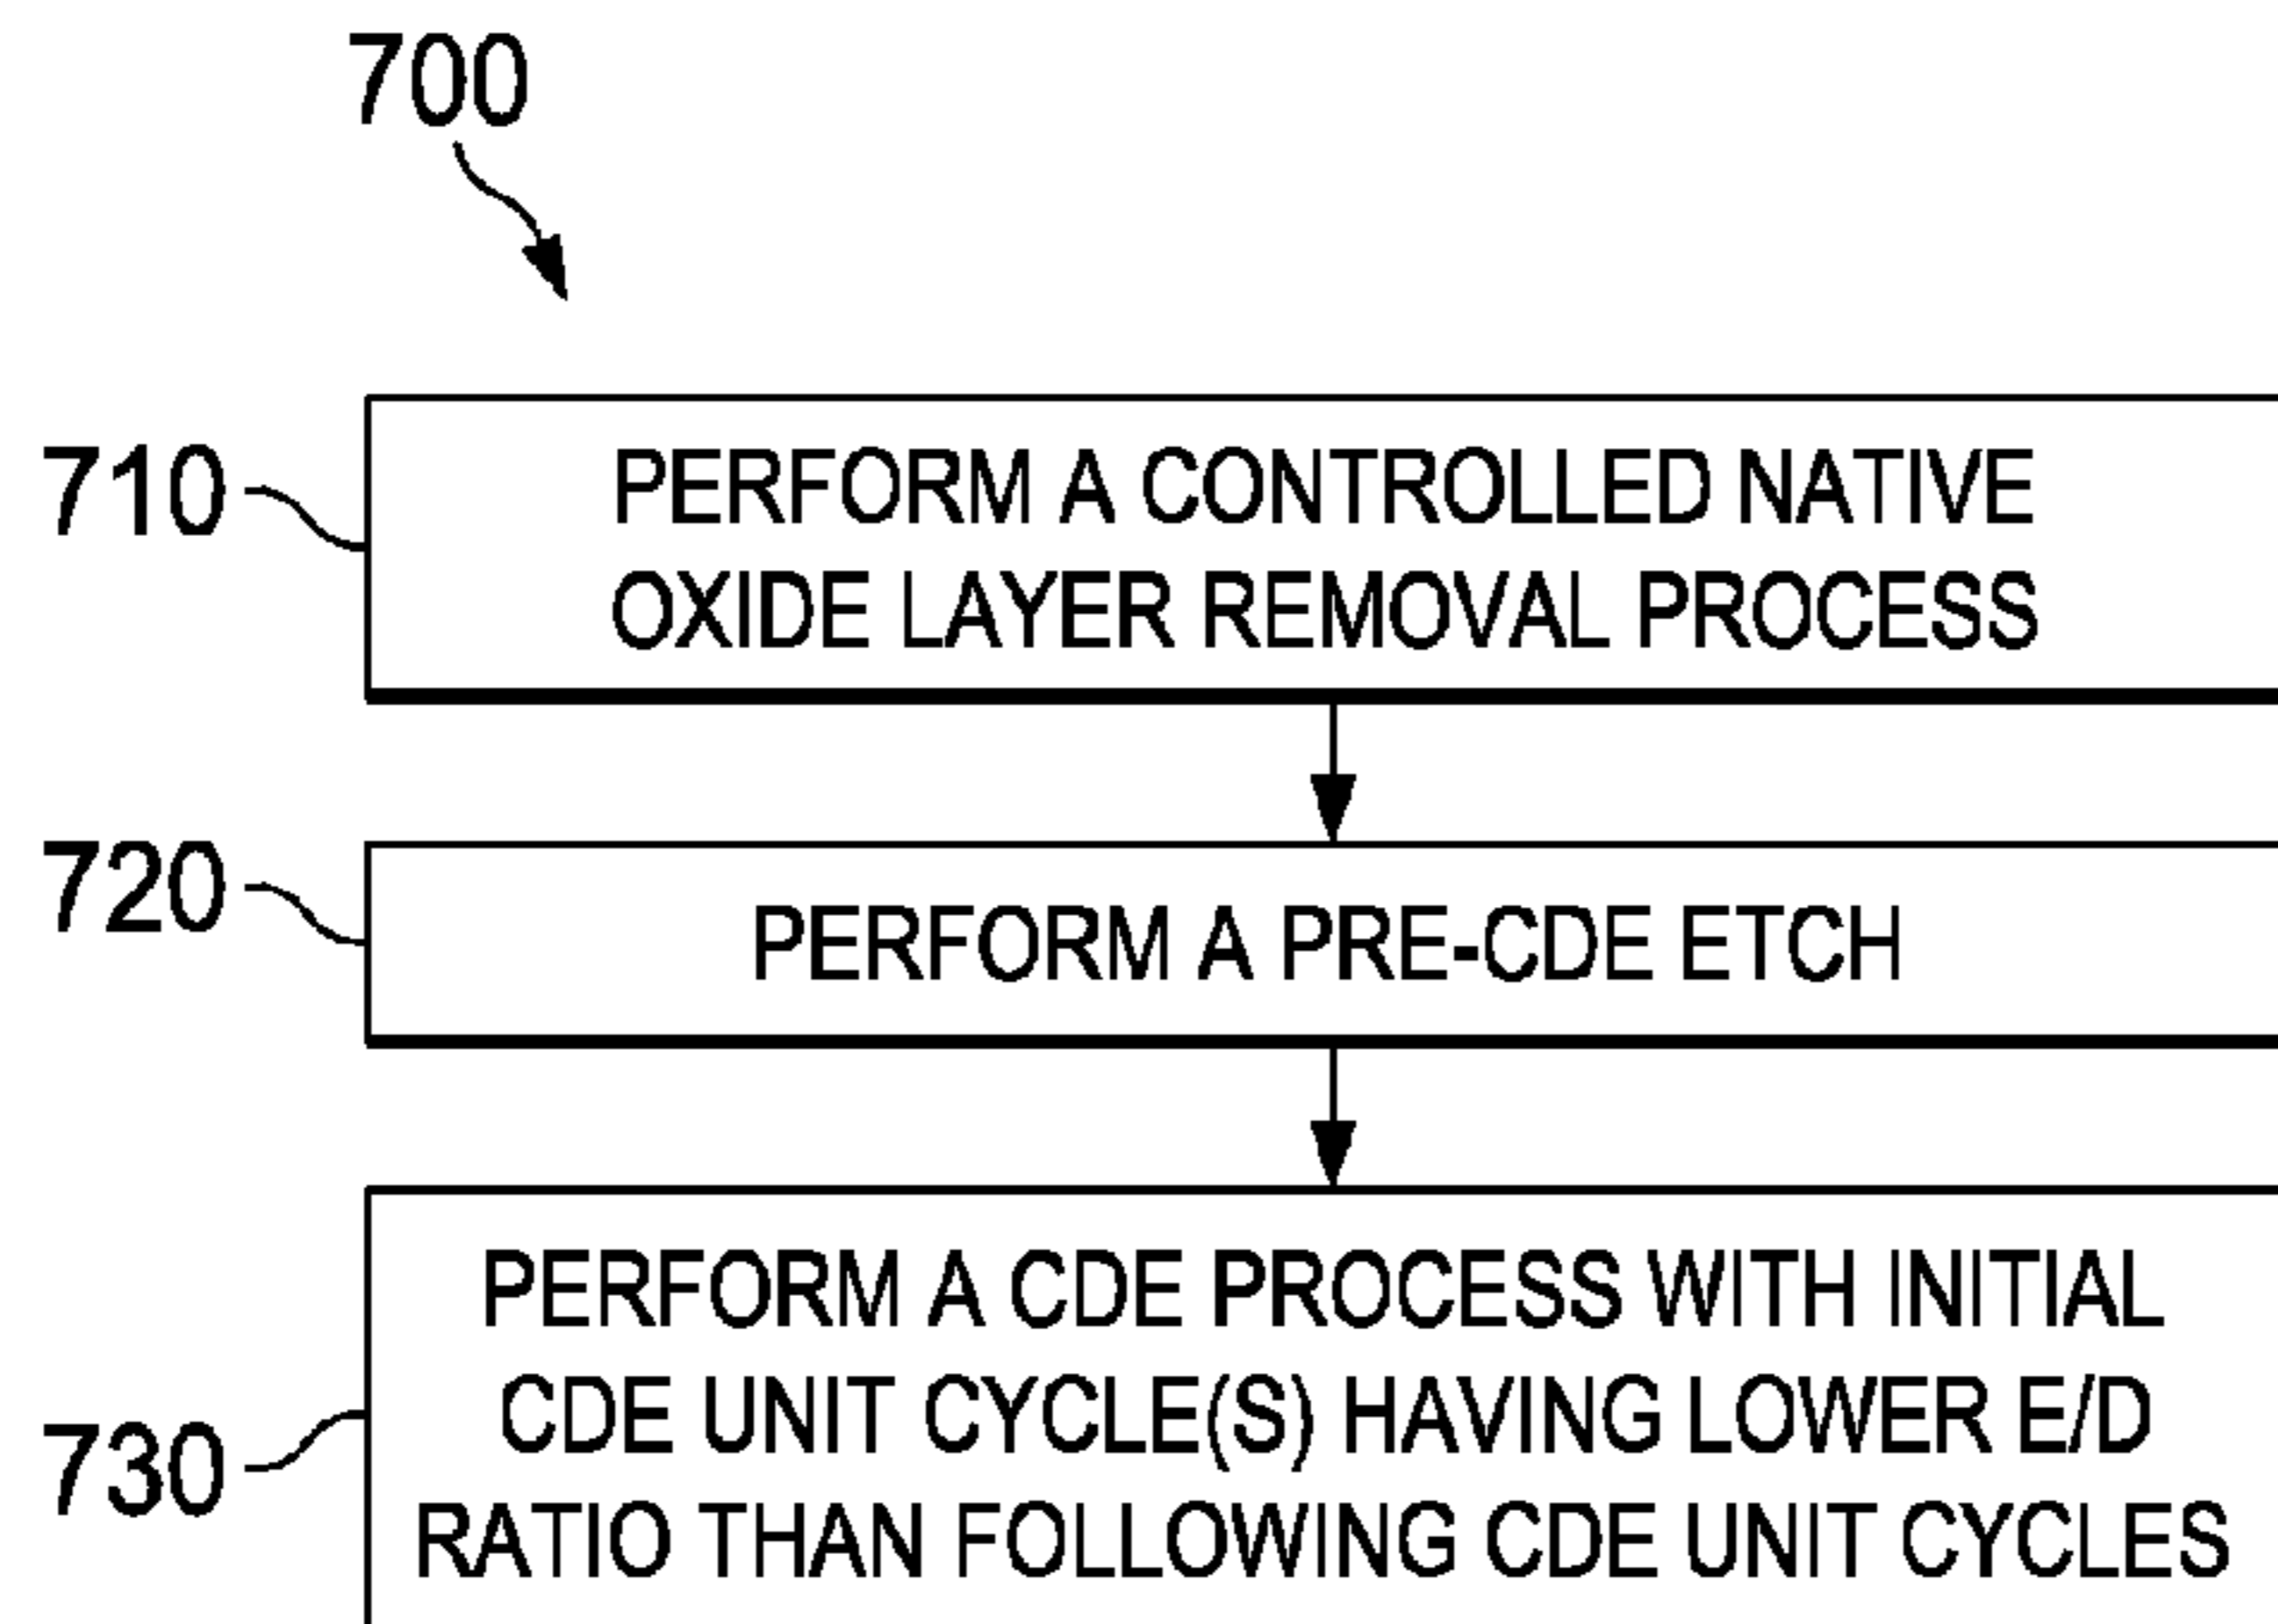 700
710
PERFORM A CONTROLLED NATIVE
OXIDE LAYER REMOVAL PROCESS
720
PERFORM A PRE-CDE ETCH
730
PERFORM A CDE PROCESS WITH INITIAL
CDE UNIT CYCLE(S) HAVING LOWER E/D
RATIO THAN FOLLOWING CDE UNIT CYCLES